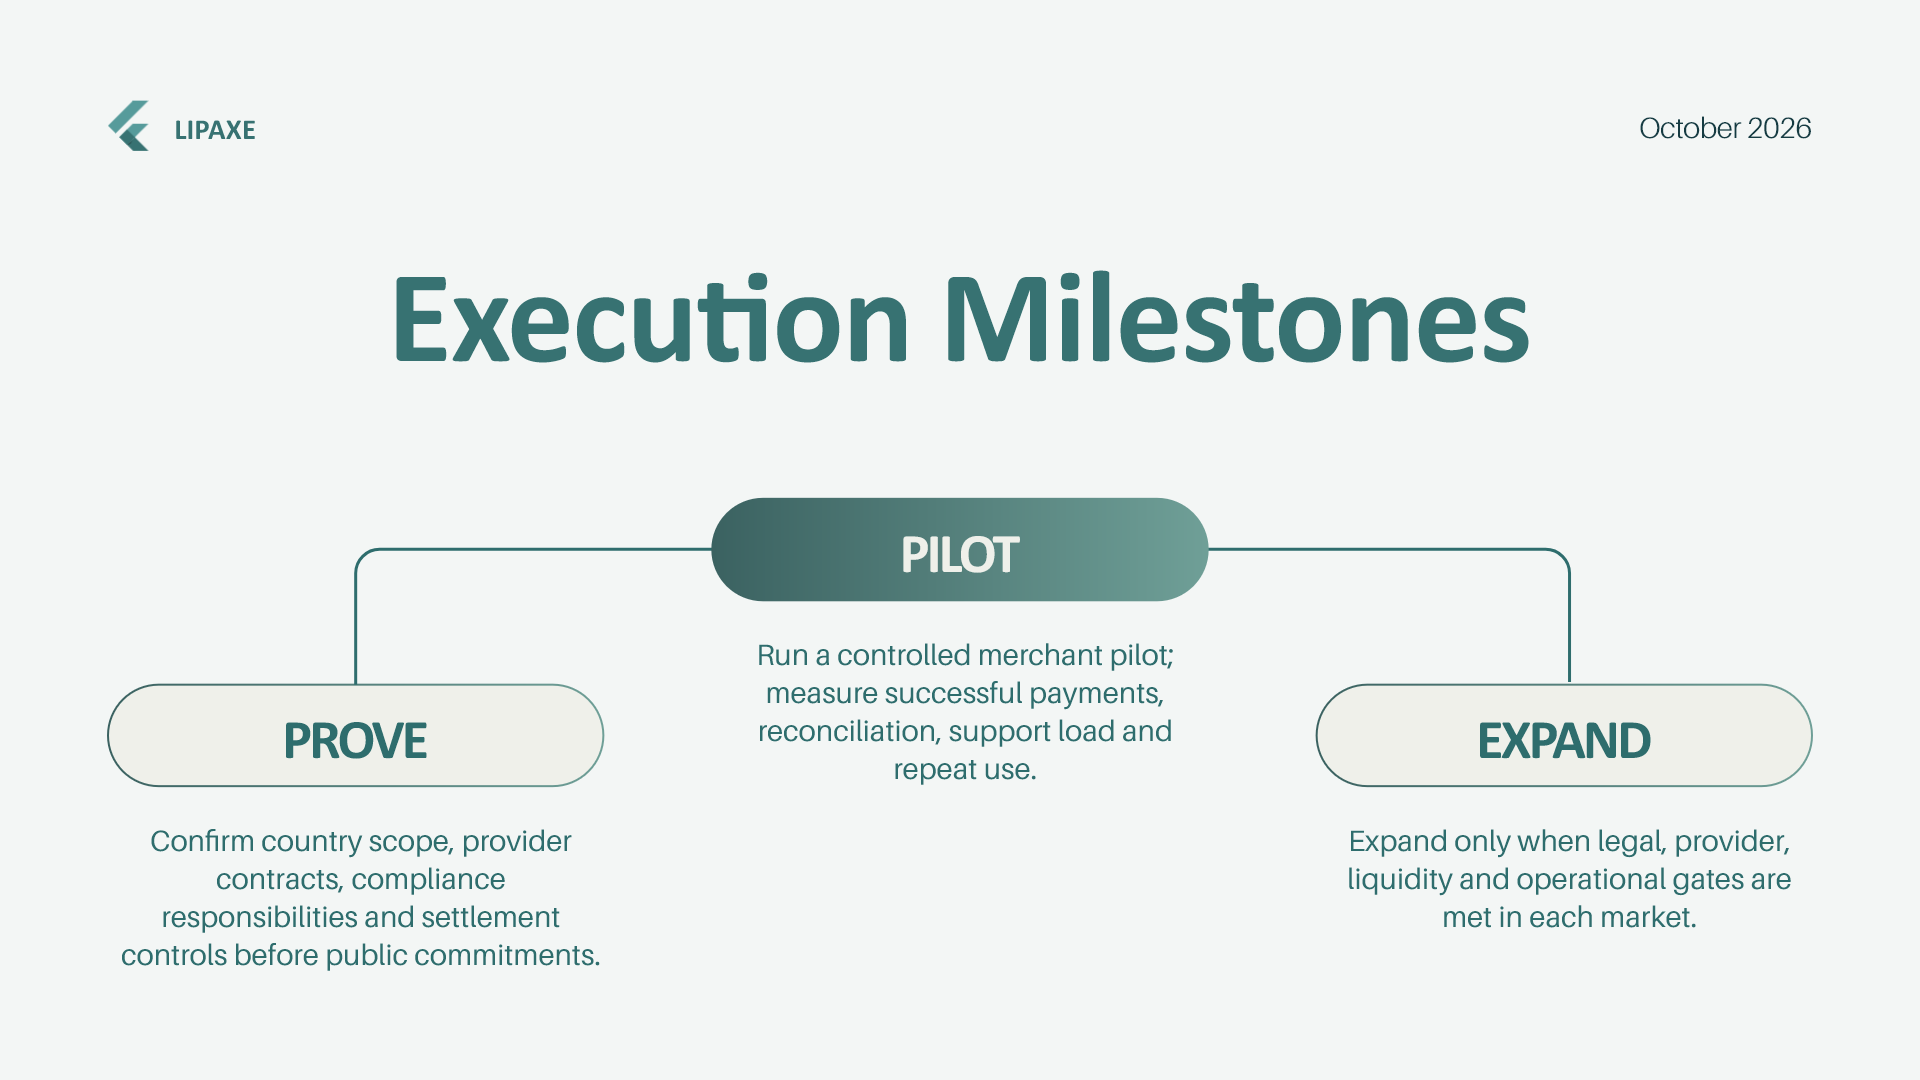 LIPAXE
October 2026
Execution Milestones
PILOT
Run a controlled merchant pilot;
measure successful payments,
reconciliation, support load and
repeat use.
PROVE
Confirm country scope, provider
contracts, compliance
responsibilities and settlement
controls before public commitments.
EXPAND
Expand only when legal, provider,
liquidity and operational gates are
met in each market.